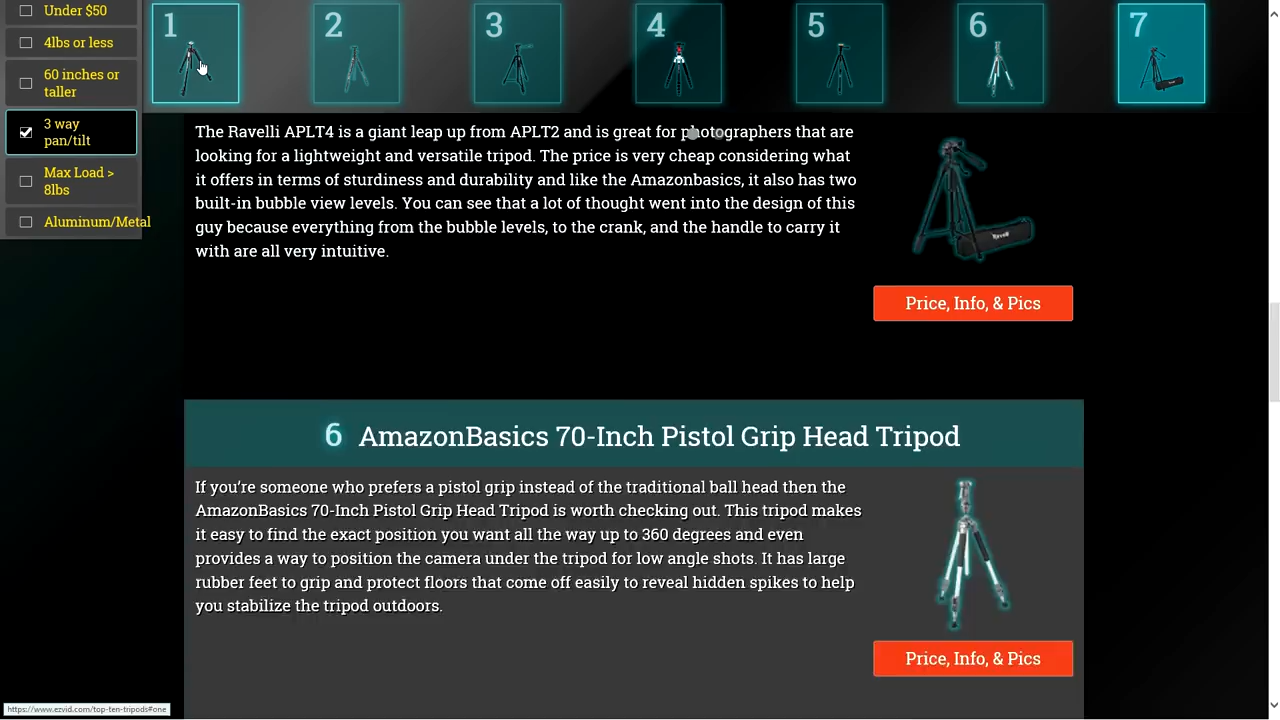 Under $50
4lbs or less
60 inches or
taller
3 way
pan/tilt
Max Load >
8lbs
Aluminum/Metal
1
2
3
4
5
6
7
The Ravelli APLT4 is a giant leap up from APLT2 and is great for photographers that are
looking for a lightweight and versatile tripod. The price is very cheap considering what
it offers in terms of sturdiness and durability and like the Amazonbasics, it also has two
built-in bubble view levels. You can see that a lot of thought went into the design of this
guy because everything from the bubble levels, to the crank, and the handle to carry it
with are all very intuitive.
Ravelli
Price, Info, & Pics
6 AmazonBasics 70-Inch Pistol Grip Head Tripod
If you’re someone who prefers a pistol grip instead of the traditional ball head then the
AmazonBasics 70-Inch Pistol Grip Head Tripod is worth checking out. This tripod makes
it easy to find the exact position you want all the way up to 360 degrees and even
provides a way to position the camera under the tripod for low angle shots. It has large
rubber feet to grip and protect floors that come off easily to reveal hidden spikes to help
you stabilize the tripod outdoors.
Price, Info, & Pics
https://www.ezvid.com/top-ten-tripods#one